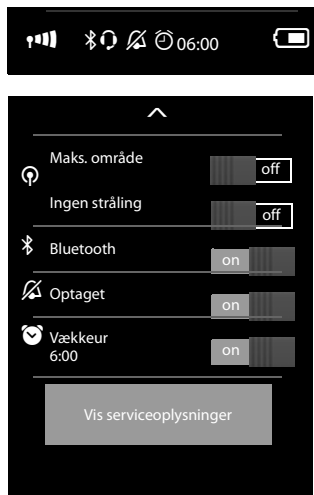 06:00
Maks. område
off
Ingen stråling
off
Bluetooth
on
Optaget
on
Vækkeur
on
6:00
Vis serviceoplysninger